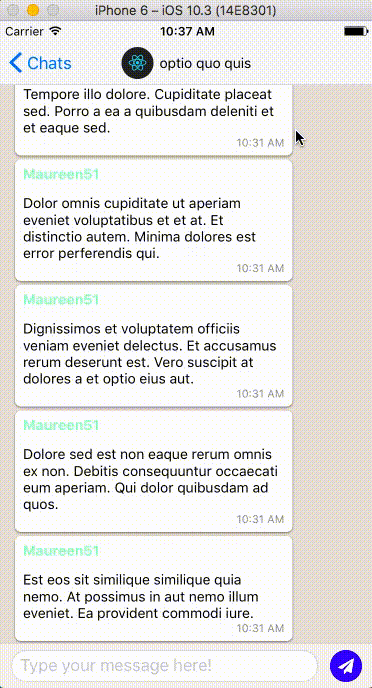 iPhone 6 – iOS 10.3 (14E8301)
Carrier 10:37 AM
Chats optio quo quis
Tempore illo dolore. Cupiditate placeat
sed. Porro a ea a quibusdam deleniti et
et eaque sed.
10:31 AM
Maureen51
Dolor omnis cupiditate ut aperiam
eveniet voluptatibus et et at. Et
distinctio autem. Minima dolores est
error perferendis qui.
10:31 AM
Maureen51
Dignissimos et voluptatem officiis
veniam eveniet delectus. Et accusamus
rerum deserunt est. Vero suscipit at
dolores a et optio eius aut.
10:31 AM
Maureen51
Dolore sed est non eaque rerum omnis
ex non. Debitis consequuntur occaecati
eum aperiam. Qui dolor quibusdam ad
quos.
10:31 AM
Maureen51
Est eos sit similique similique quia
nemo. At possimus in aut nemo illum
eveniet. Ea provident commodi iure.
10:31 AM
Type your message here!